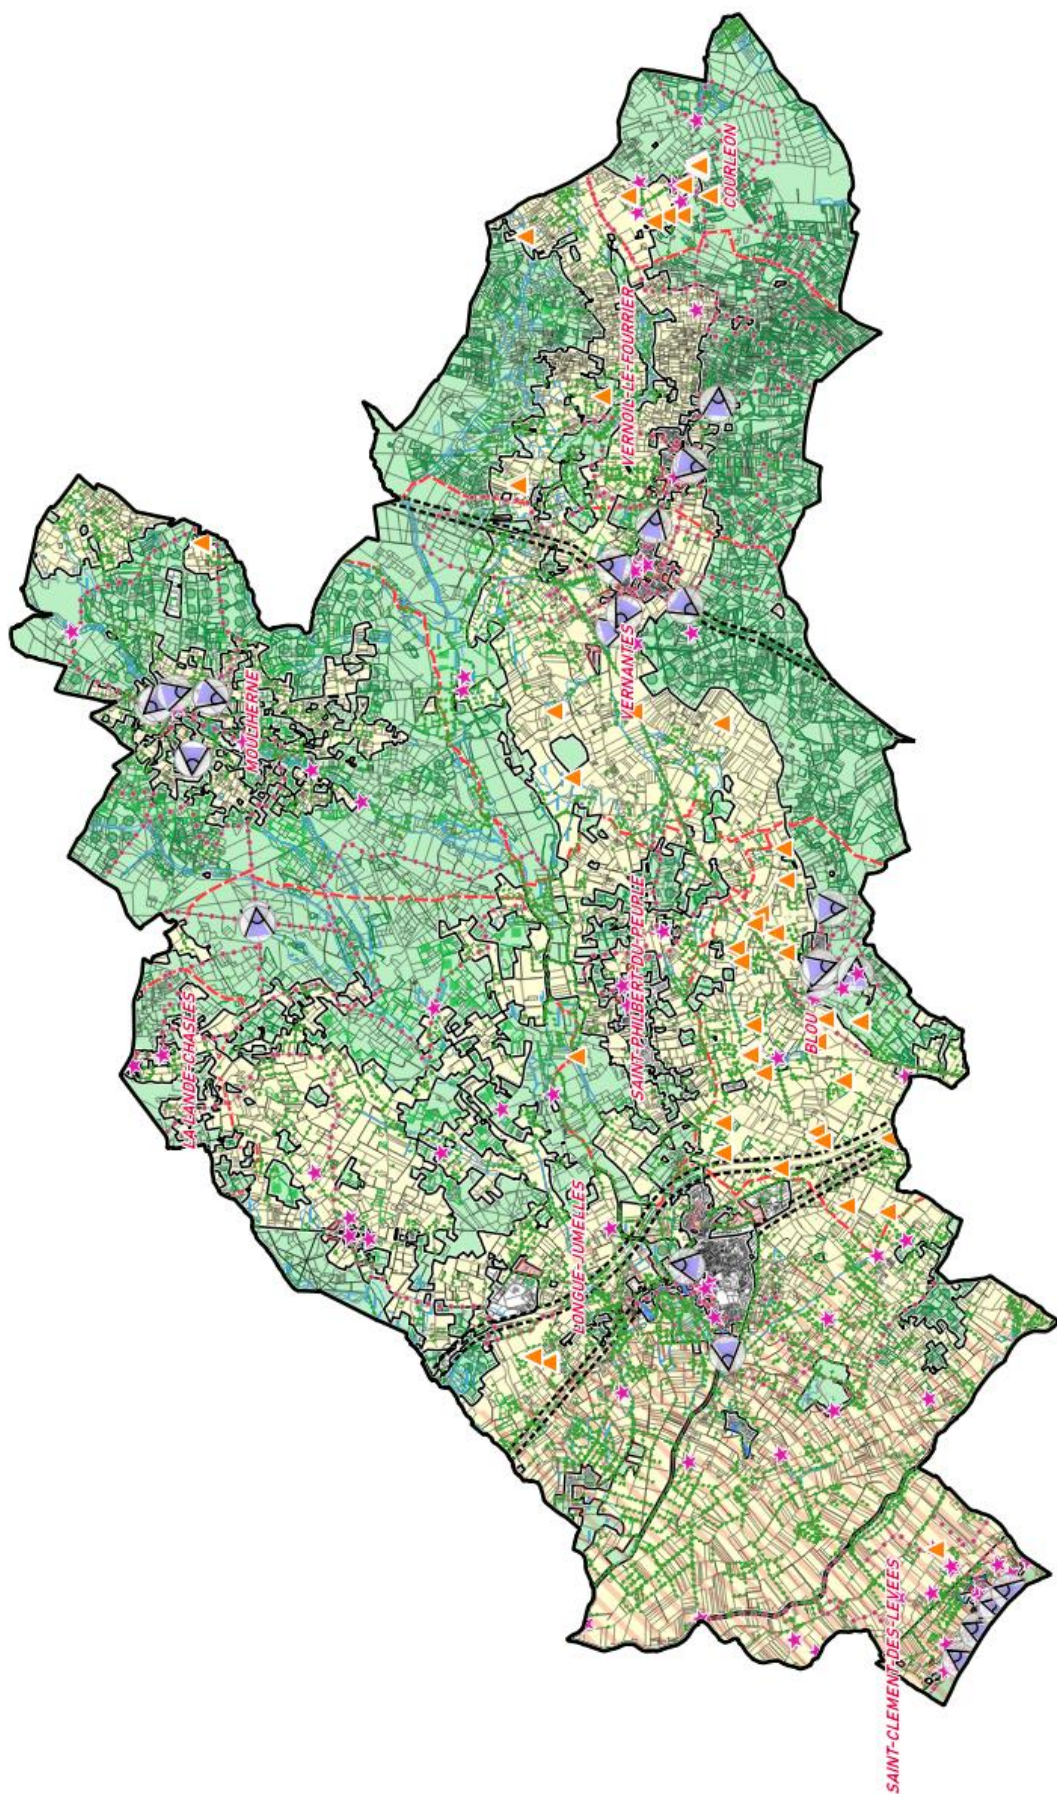 COURLEON
VERNOIL-LE-FOURRIER
VERNANTES
MOULIHERNE
SAINT-PHILBERT-DU-PEUPLE
BLOU
LA LANDE-CHASLES
LONGUE-JUMELLES
SAINT-CLEMENT-DES-LEVEES